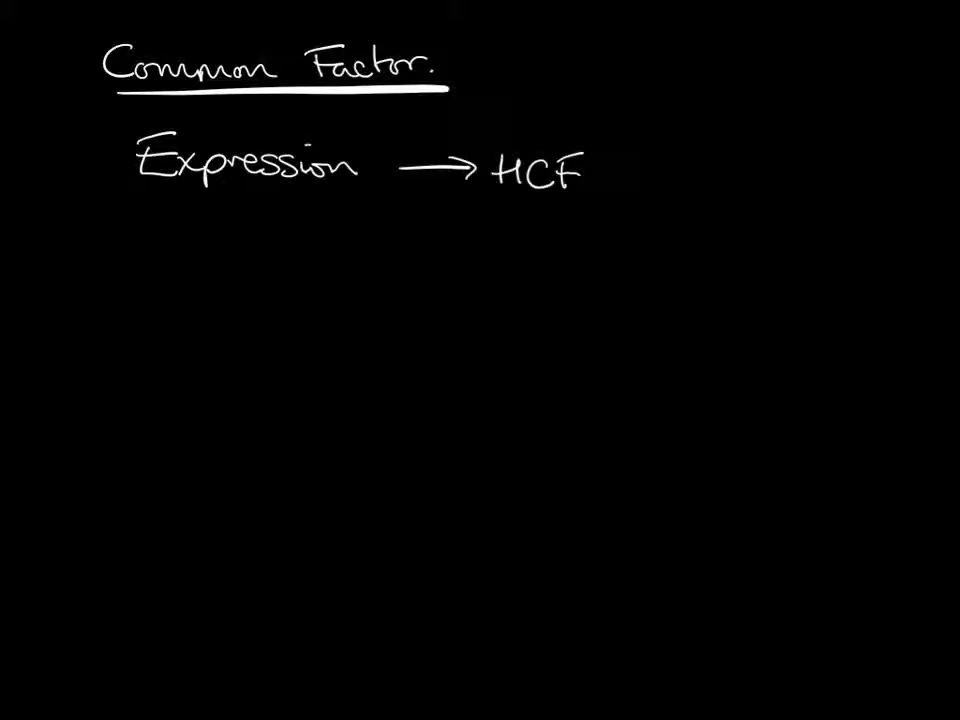 Common Factor.
Expression → HCF